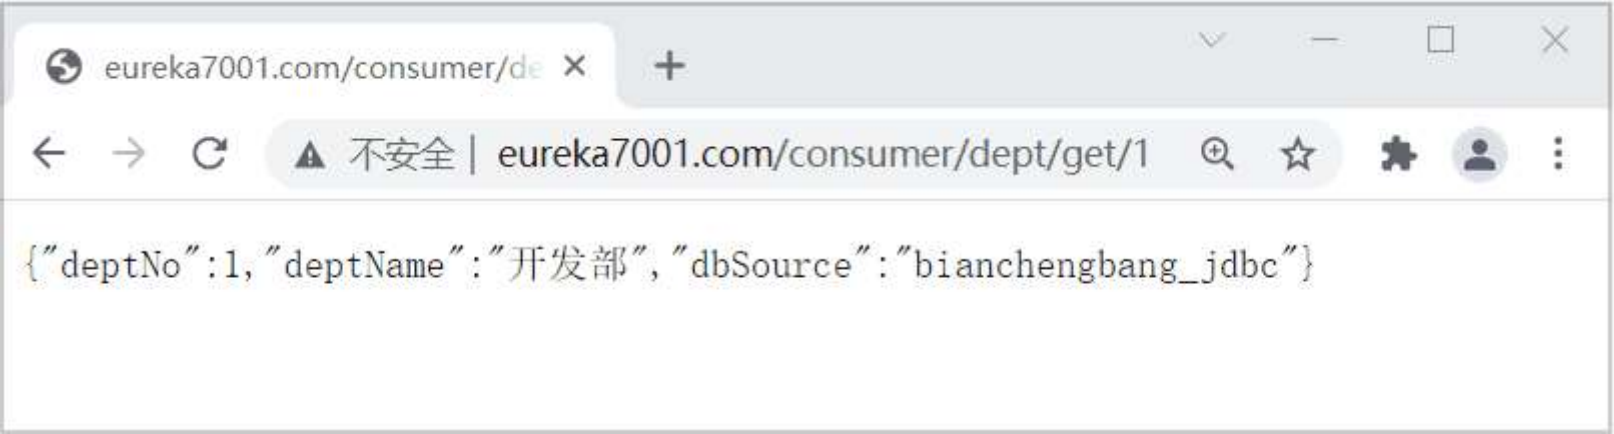 eureka7001.com/consumer/de
不安全 | eureka7001.com/consumer/dept/get/1
{"deptNo":1,"deptName":"开发部","dbSource":"bianchengbang_jdbc"}